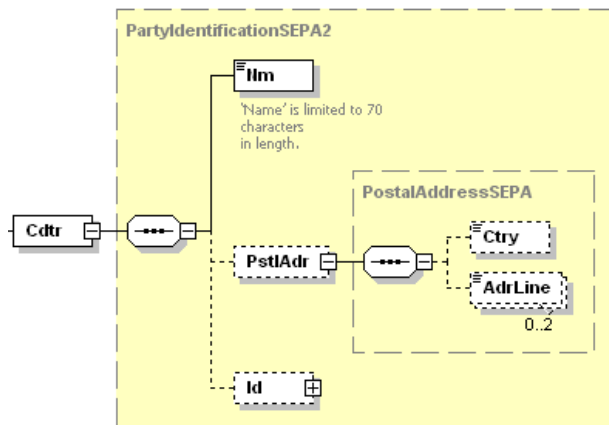 PartyIdentificationSEPA2
Nm
'Name' is limited to 70
characters
in length.
PostalAddressSEPA
Cdtr
Ctry
PstlAdr
AdrLine
0..2
Id